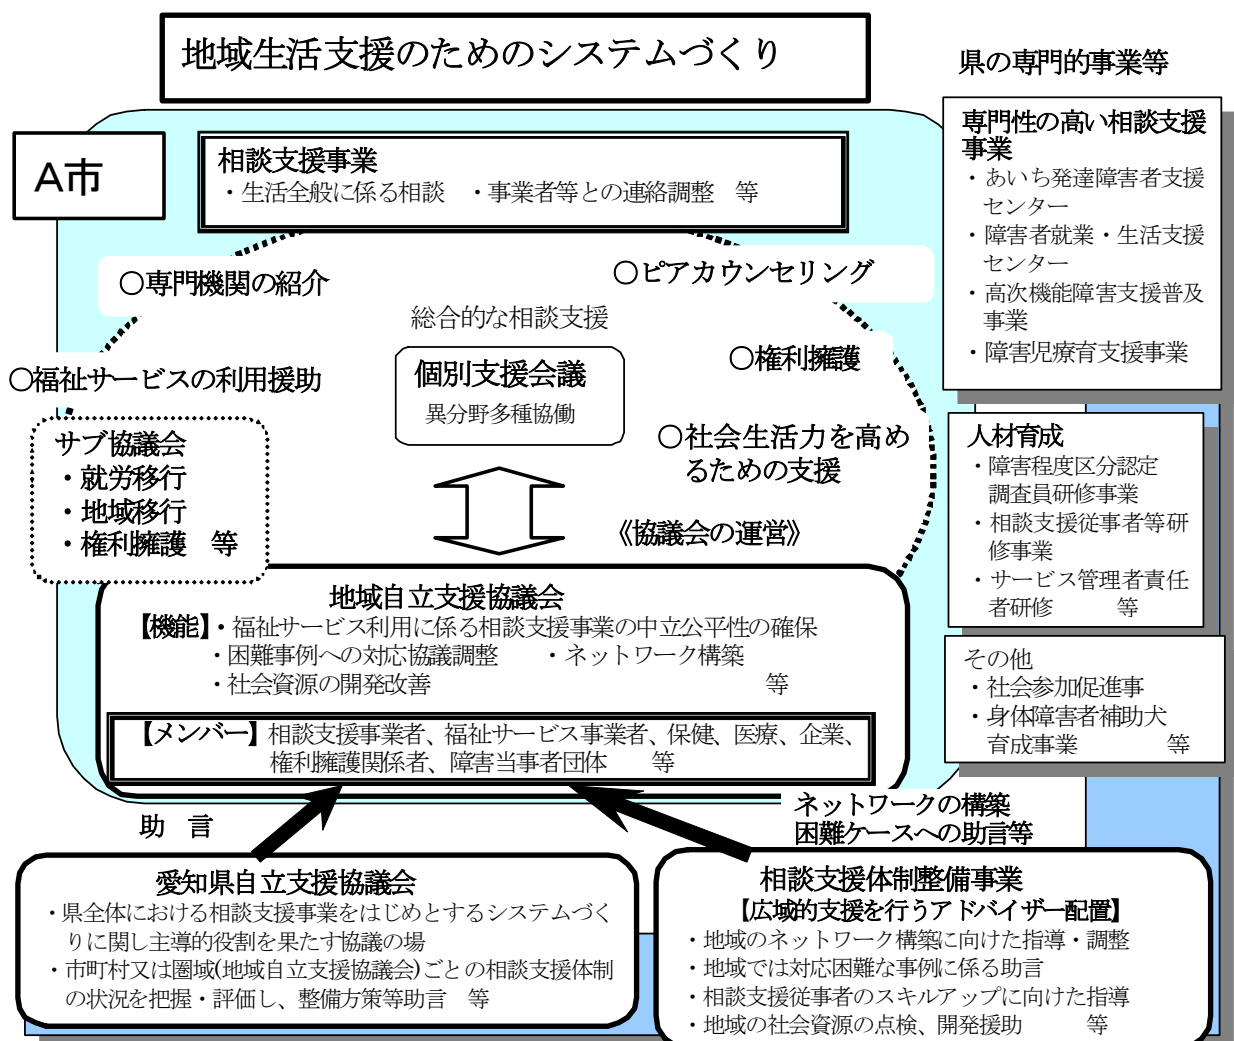 地域生活支援のためのシステムづくり
県の専門的事業等
A市
相談支援事業
・生活全般に係る相談　・事業者等との連絡調整　等
○専門機関の紹介
○ピアカウンセリング
総合的な相談支援
個別支援会議
異分野多種協働
○権利擁護
○福祉サービスの利用援助
○社会生活力を高め
るための支援
サブ協議会
・就労移行
・地域移行
・権利擁護　等
《協議会の運営》
地域自立支援協議会
【機能】・福祉サービス利用に係る相談支援事業の中立公平性の確保
・困難事例への対応協議調整　・ネットワーク構築
・社会資源の開発改善　等
【メンバー】相談支援事業者、福祉サービス事業者、保健、医療、企業、
権利擁護関係者、障害当事者団体　等
専門性の高い相談支援
事業
・あいち発達障害者支援
センター
・障害者就業・生活支援
センター
・高次機能障害支援普及
事業
・障害児療育支援事業
人材育成
・障害程度区分認定
調査員研修事業
・相談支援従事者等研
修事業
・サービス管理者責任
者研修　等
その他
・社会参加促進事
・身体障害者補助犬
育成事業　等
助　言
ネットワークの構築
困難ケースへの助言等
愛知県自立支援協議会
・県全体における相談支援事業をはじめとするシステムづく
りに関し主導的役割を果たす協議の場
・市町村又は圏域(地域自立支援協議会)ごとの相談支援体制
の状況を把握・評価し、整備方策等助言　等
相談支援体制整備事業
【広域的支援を行うアドバイザー配置】
・地域のネットワーク構築に向けた指導・調整
・地域では対応困難な事例に係る助言
・相談支援従事者のスキルアップに向けた指導
・地域の社会資源の点検、開発援助　等